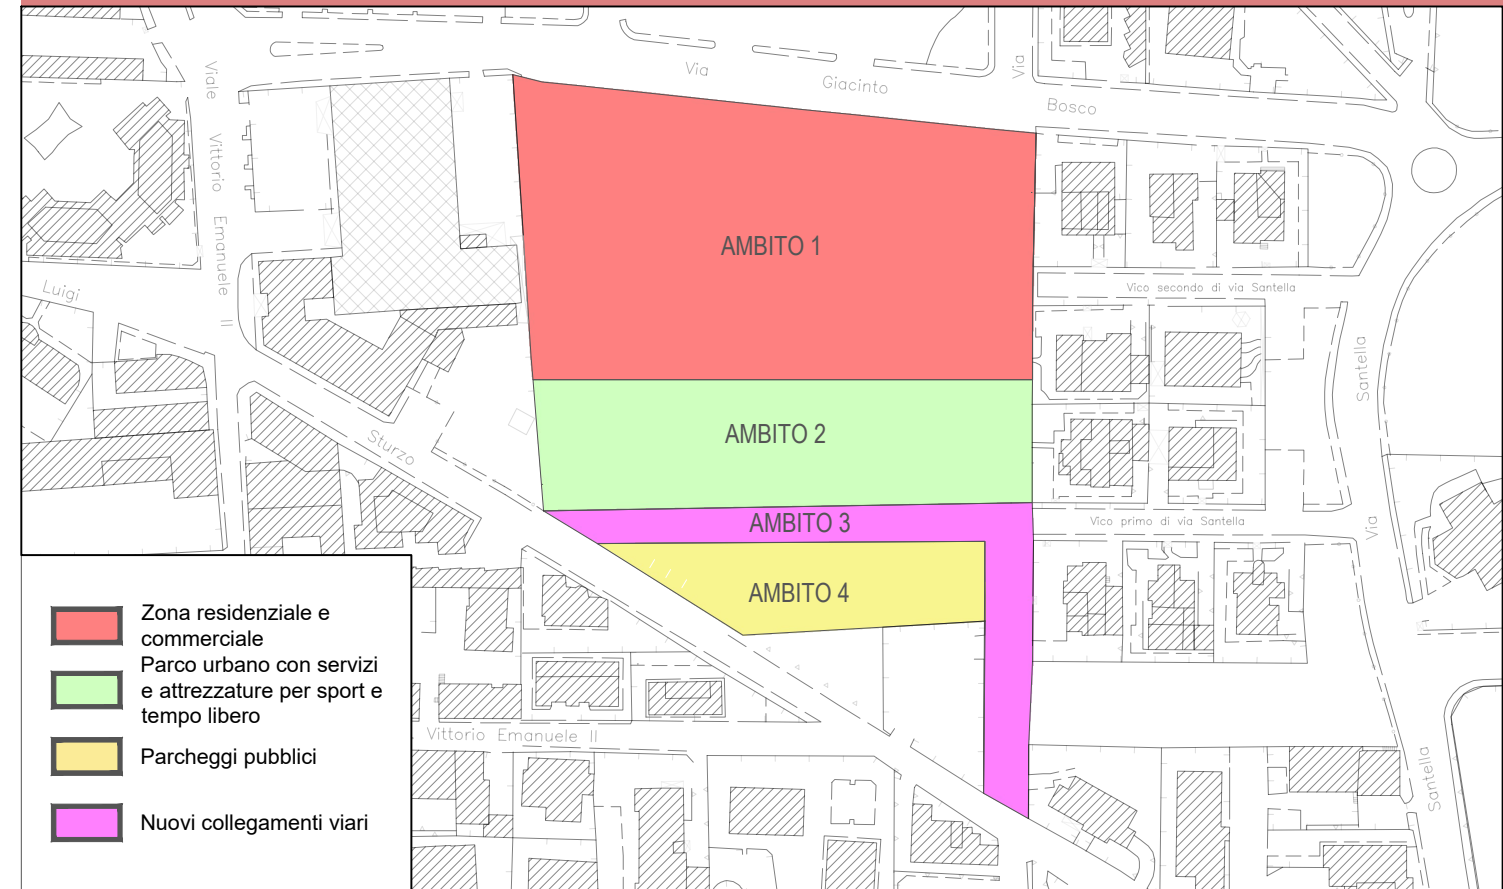 Via
Giacinto
Bosco
Via
Viale
Vittorio
Emanuele
II
Luigi
Sturzo
AMBITO 1
AMBITO 2
AMBITO 3
AMBITO 4
Vico secondo di via Santella
Vico primo di via Santella
Santella
Via
Santella
Vittorio Emanuele II
Zona residenziale e
commerciale
Parco urbano con servizi
e attrezzature per sport e
tempo libero
Parcheggi pubblici
Nuovi collegamenti viari